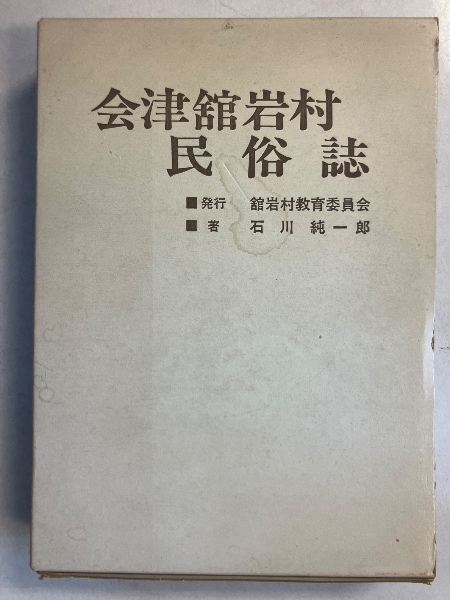 会津舘岩村
民俗誌
■発行 舘岩村教育委員会
■著 石川純一郎